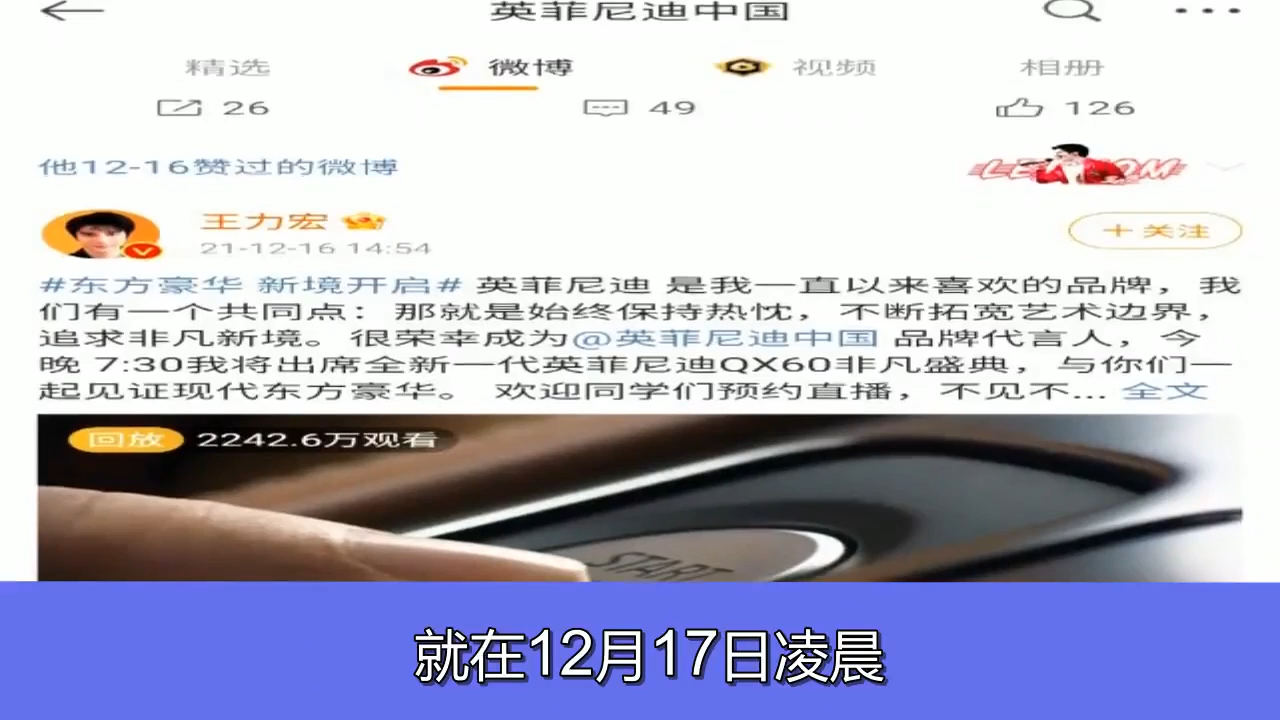 英菲尼迪中国
精选 微博 视频 相册
26 49 126
他12-16赞过的微博
王力宏
21-12-16 14:54
+关注
#东方豪华 新境开启# 英菲尼迪 是我一直以来喜欢的品牌，我
们有一个共同点：那就是始终保持热忱，不断拓宽艺术边界，
追求非凡新境。很荣幸成为@英菲尼迪中国 品牌代言人，今
晚 7:30我将出席全新一代英菲尼迪QX60非凡盛典，与你们一
起见证现代东方豪华。 欢迎同学们预约直播，不见不... 全文
回放 2242.6万观看
START
就在12月17日凌晨